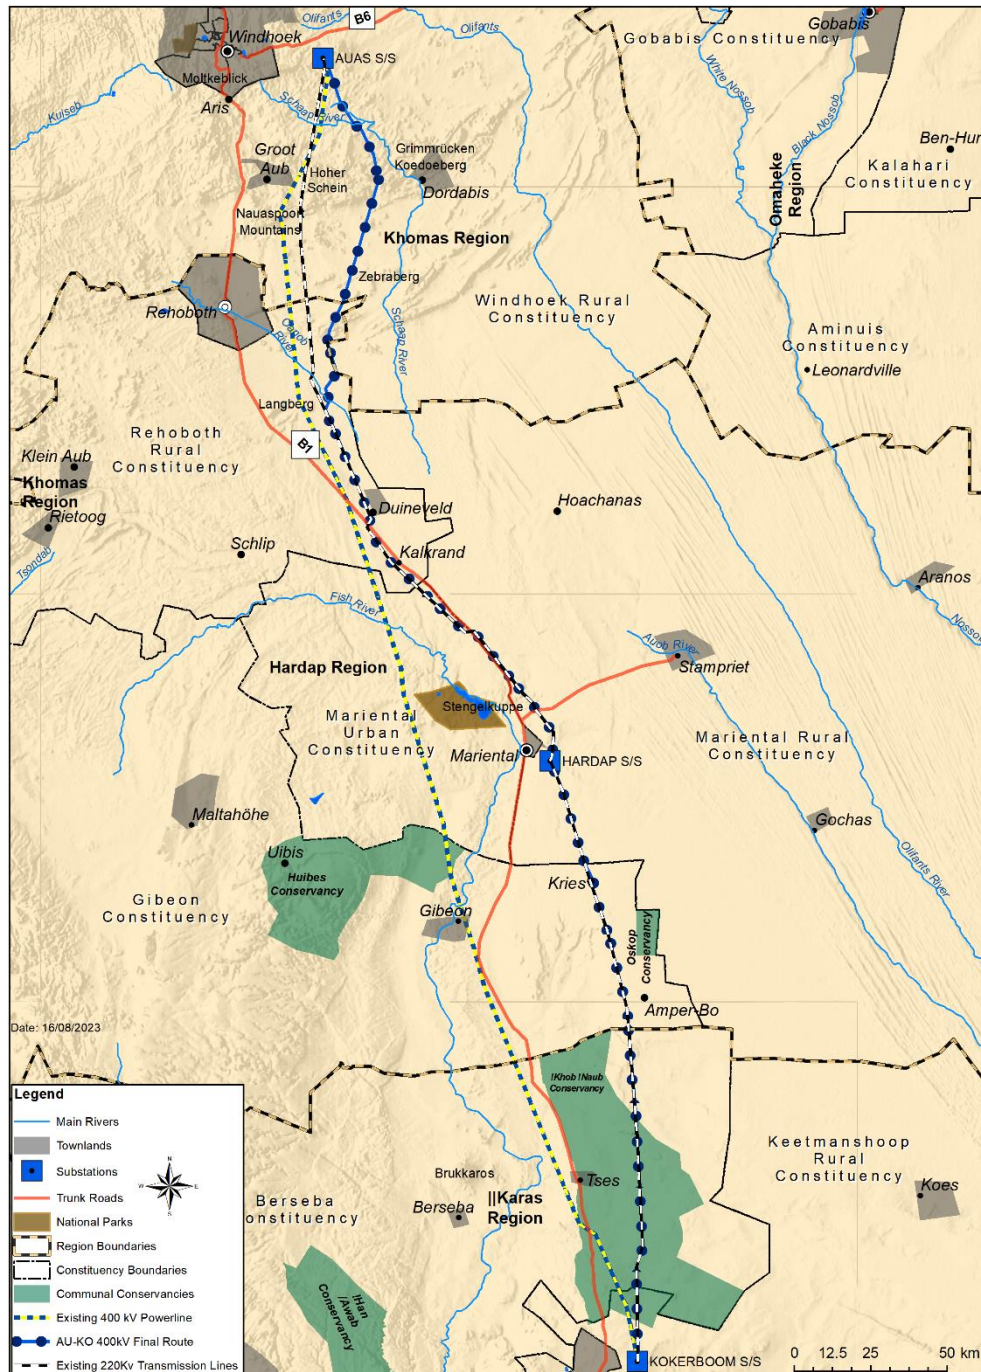 Olifants
B6
Olifants
Gobabis
Windhoek
Gobabis Constituency
AUAS S/S
Moltkeblick
White Nossob
Aris
Kuiseb
Schaap River
Black Nossob
Groot
Aub
Grimmrücken
Koedoeberg
Ben-Hur
Hoher
Schein
Dordabis
Kalahari
Constituency
Omaheke
Region
Nauaspoort
Mountains
Khomas Region
Zebraberg
Windhoek Rural
Constituency
Rehoboth
Oanob
River
Schaap River
Aminuis
Constituency
Leonardville
Langberg
Rehoboth
Rural
Constituency
B1
Klein Aub
Khomas
Region
Rietoog
Duineveld
Hoachanas
Schlip
Kalkrand
Tsondab
Aranos
Fish River
Nossob
Auob River
Hardap Region
Stampriet
Stengelkuppe
Mariental
Urban
Constituency
Mariental Rural
Constituency
Mariental
HARDAP S/S
Maltahöhe
Gochas
Uibis
Huibes
Conservancy
Olifants River
Kries
Gibeon
Constituency
Gibeon
Oskop
Conservancy
Amper-Bo
Date: 16/08/2023
!Khob !Naub
Conservancy
Legend
Main Rivers
Townlands
Substations
N
W
E
S
Trunk Roads
National Parks
Region Boundaries
Constituency Boundaries
Communal Conservancies
Existing 400 kV Powerline
AU-KO 400kV Final Route
Existing 220Kv Transmission Lines
Keetmanshoop
Rural
Constituency
Brukkaros
Tses
Koes
Berseba
onstituency
Berseba
||Karas
Region
!Han
/Awab
Conservancy
KOKERBOOM S/S
0 12.5 25 50 km